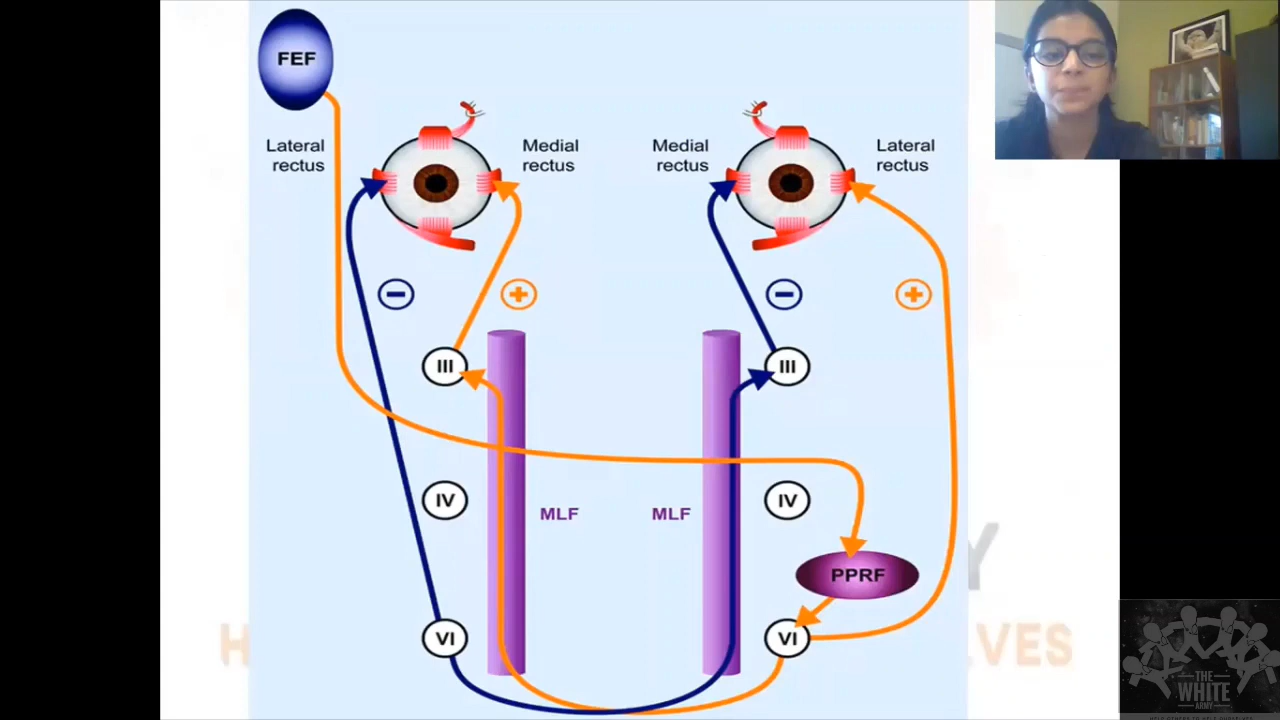 FEF
Lateral
rectus
Medial
rectus
Medial
rectus
Lateral
rectus
−
+
−
+
III
III
IV
MLF
MLF
IV
PPRF
VI
VI
Y
H
LVES
THE
WHITE
ARMY